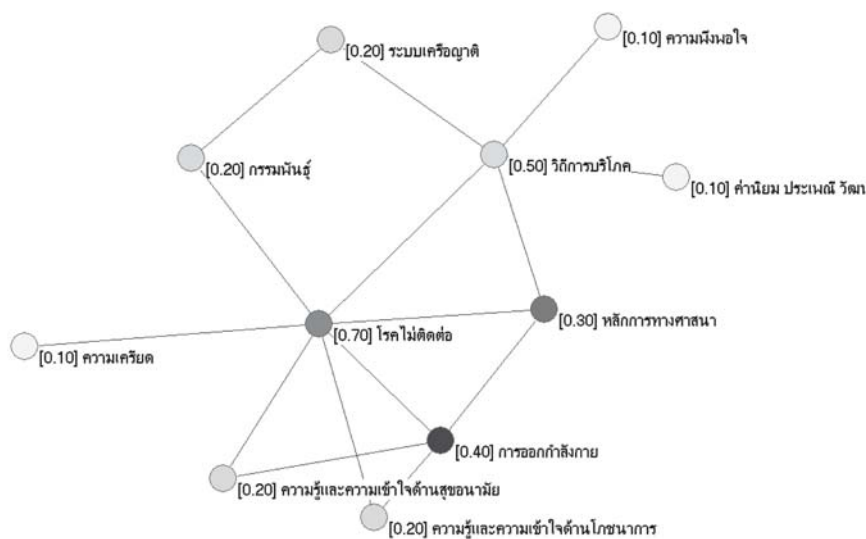 [0.20] ระบบเครือญาติ
[0.10] ความพึงพอใจ
[0.20] กรรมพันธุ์
[0.50] วิถีการบริโภค
[0.10] ค่านิยม ประเพณี วัฒน
[0.70] โรคไม่ติดต่อ
[0.30] หลักการทางศาสนา
[0.10] ความเครียด
[0.40] การออกกำลังกาย
[0.20] ความรู้และความเข้าใจด้านสุขอนามัย
[0.20] ความรู้และความเข้าใจด้านโภชนาการ